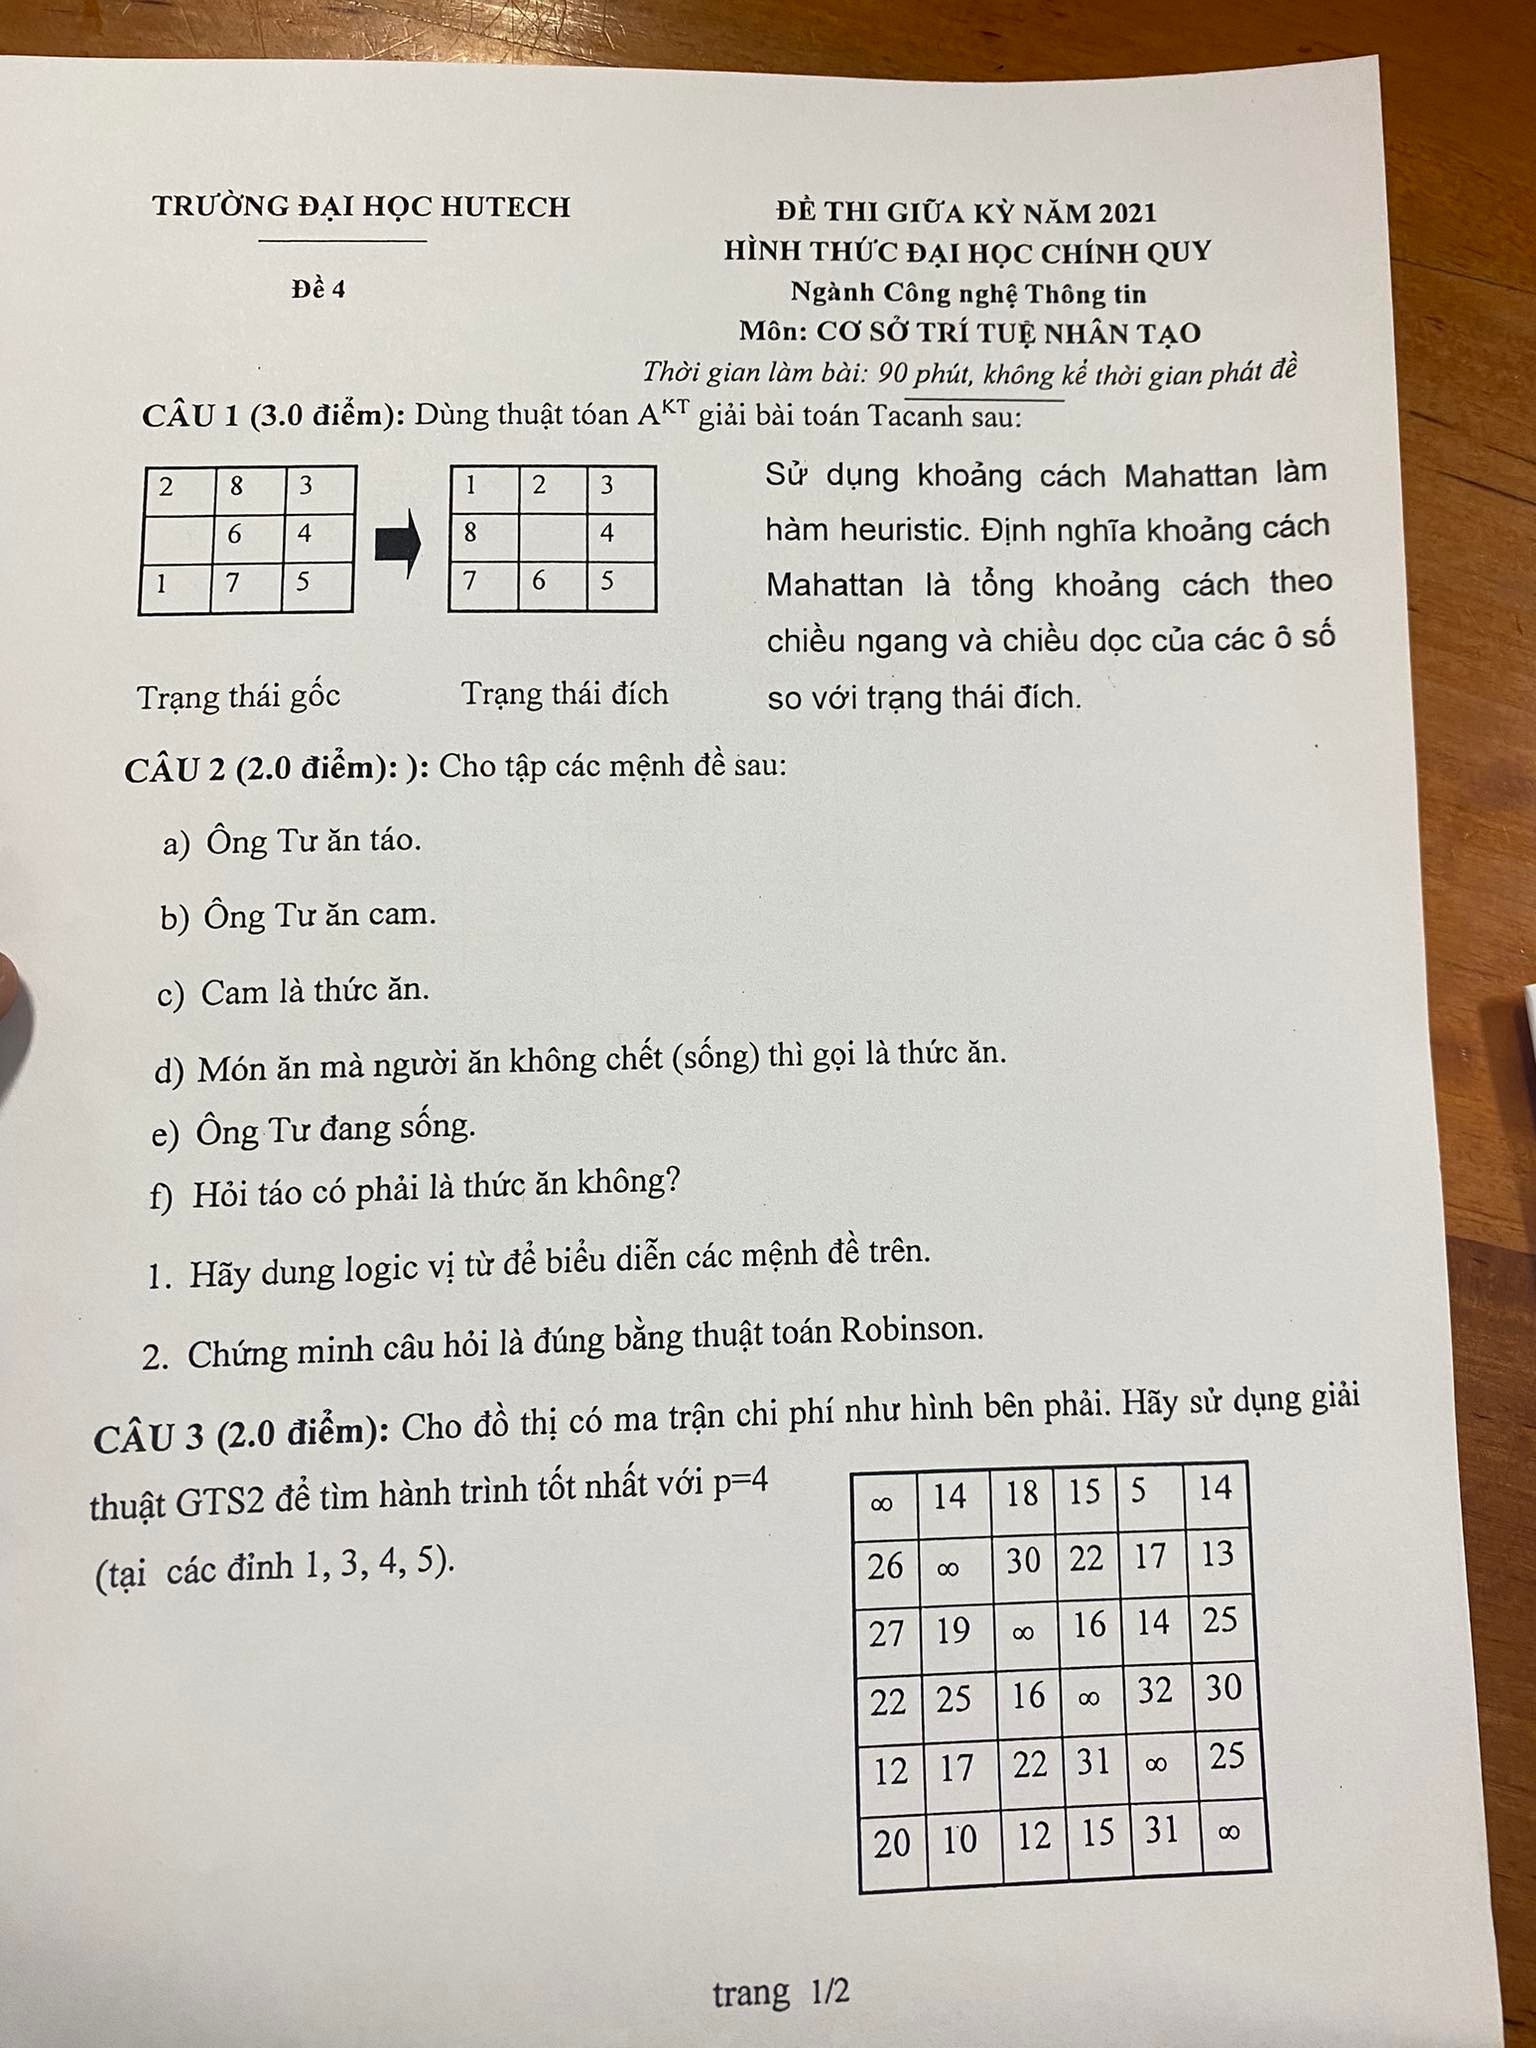 TRƯỜNG ĐẠI HỌC HUTECH
Đề 4
ĐỀ THI GIỮA KỲ NĂM 2021
HÌNH THỨC ĐẠI HỌC CHÍNH QUY
Ngành Công nghệ Thông tin
Môn: CƠ SỞ TRÍ TUỆ NHÂN TẠO
Thời gian làm bài: 90 phút, không kể thời gian phát đề
CÂU 1 (3.0 điểm): Dùng thuật tóan Aᴷᵀ giải bài toán Tacanh sau:
2 8 3
6 4
1 7 5
1 2 3
8 4
7 6 5
Trạng thái gốc
Trạng thái đích
Sử dụng khoảng cách Mahattan làm
hàm heuristic. Định nghĩa khoảng cách
Mahattan là tổng khoảng cách theo
chiều ngang và chiều dọc của các ô số
so với trạng thái đích.
CÂU 2 (2.0 điểm): ): Cho tập các mệnh đề sau:
a) Ông Tư ăn táo.
b) Ông Tư ăn cam.
c) Cam là thức ăn.
d) Món ăn mà người ăn không chết (sống) thì gọi là thức ăn.
e) Ông Tư đang sống.
f) Hỏi táo có phải là thức ăn không?
1. Hãy dung logic vị từ để biểu diễn các mệnh đề trên.
2. Chứng minh câu hỏi là đúng bằng thuật toán Robinson.
CÂU 3 (2.0 điểm): Cho đồ thị có ma trận chi phí như hình bên phải. Hãy sử dụng giải
thuật GTS2 để tìm hành trình tốt nhất với p=4
(tại các đỉnh 1, 3, 4, 5).
∞ 14 18 15 5 14
26 ∞ 30 22 17 13
27 19 ∞ 16 14 25
22 25 16 ∞ 32 30
12 17 22 31 ∞ 25
20 10 12 15 31 ∞
trang 1/2